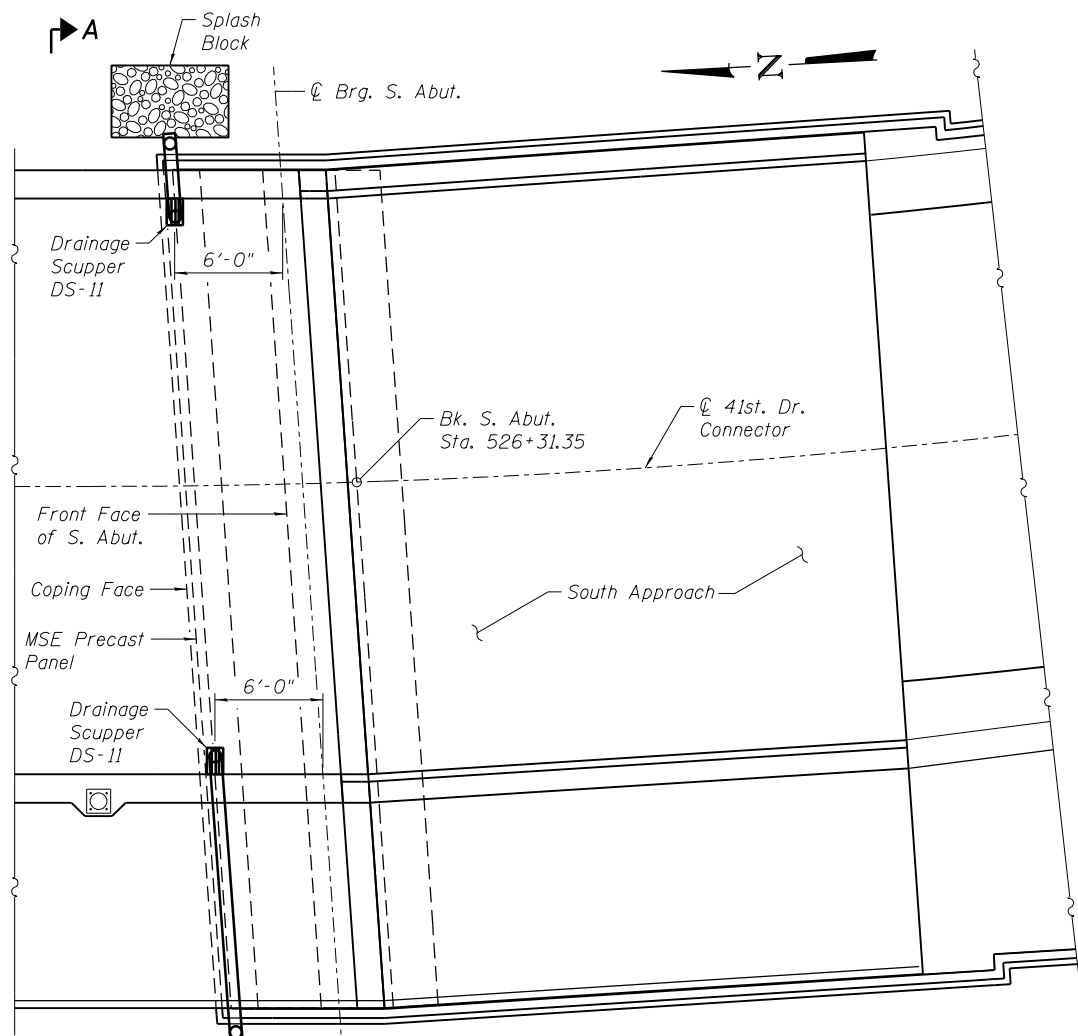 A
Splash
Block
℄ Brg. S. Abut.
N
Drainage
Scupper
DS-11
6'-0"
Bk. S. Abut.
Sta. 526+31.35
℄ 41st. Dr.
Connector
Front Face
of S. Abut.
Coping Face
South Approach
MSE Precast
Panel
6'-0"
Drainage
Scupper
DS-11